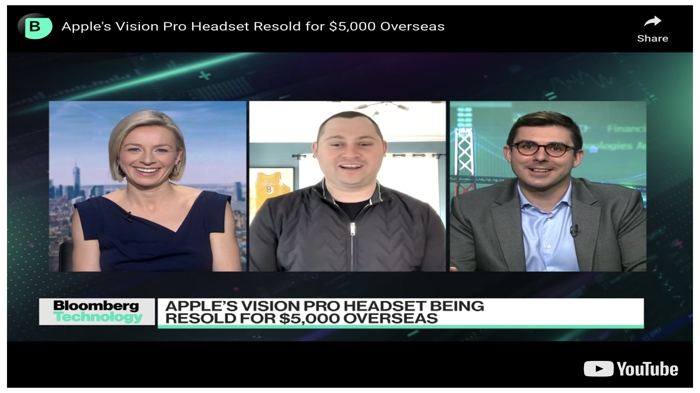 B
Apple's Vision Pro Headset Resold for $5,000 Overseas
Share
8
Bloomberg
Technology
APPLE'S VISION PRO HEADSET BEING
RESOLD FOR $5,000 OVERSEAS
YouTube